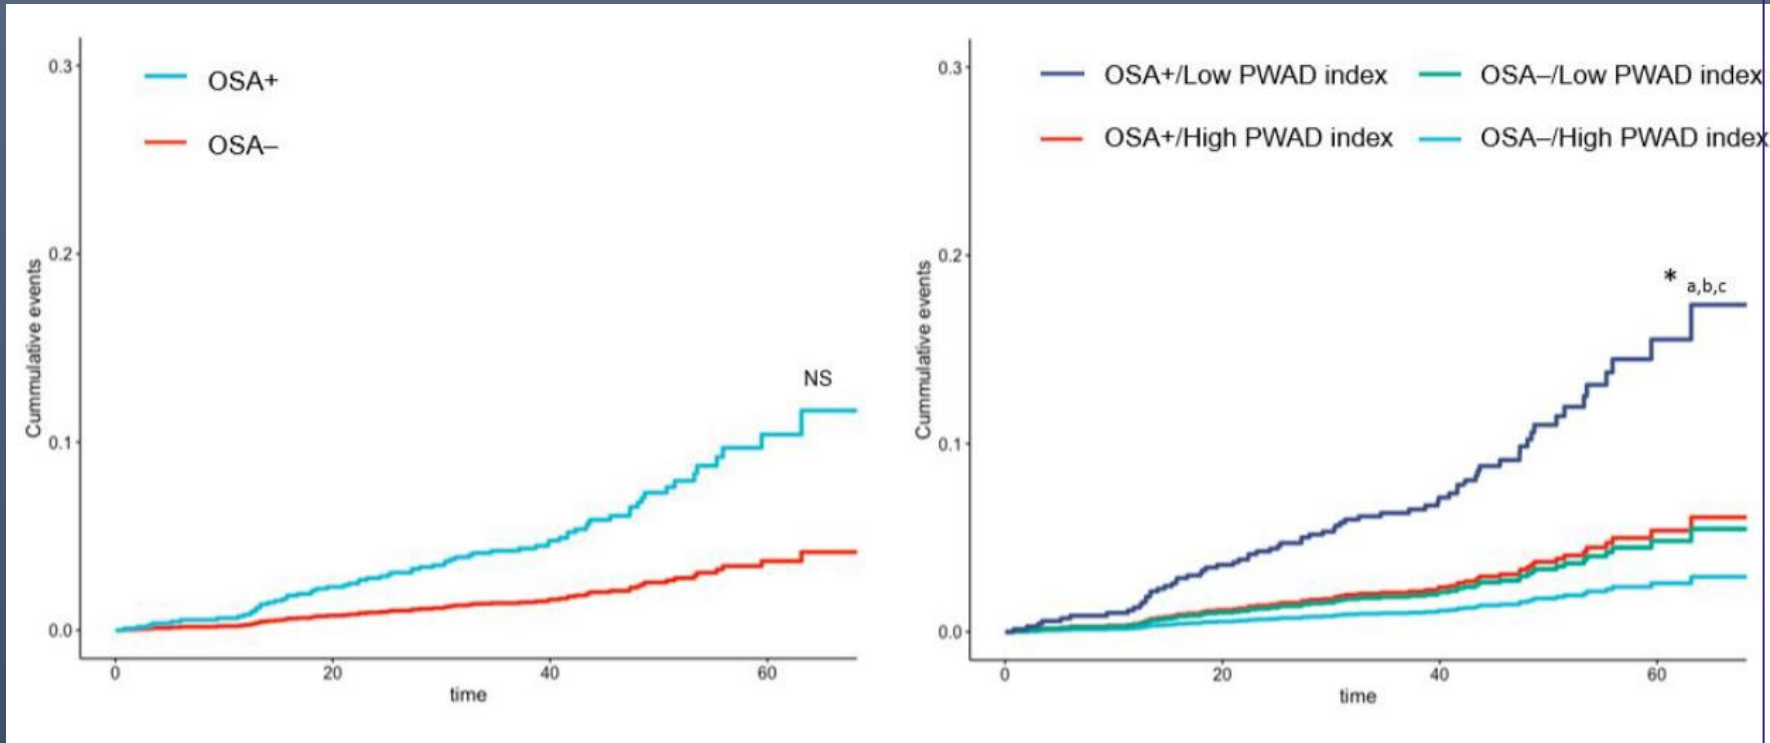 OSA+
OSA–
0.3
0.2
0.1
0.0
Cummulative events
NS
0 20 40 60
time
OSA+/Low PWAD index OSA–/Low PWAD index
OSA+/High PWAD index OSA–/High PWAD index
0.3
0.2
0.1
0.0
Cummulative events
* a,b,c
0 20 40 60
time